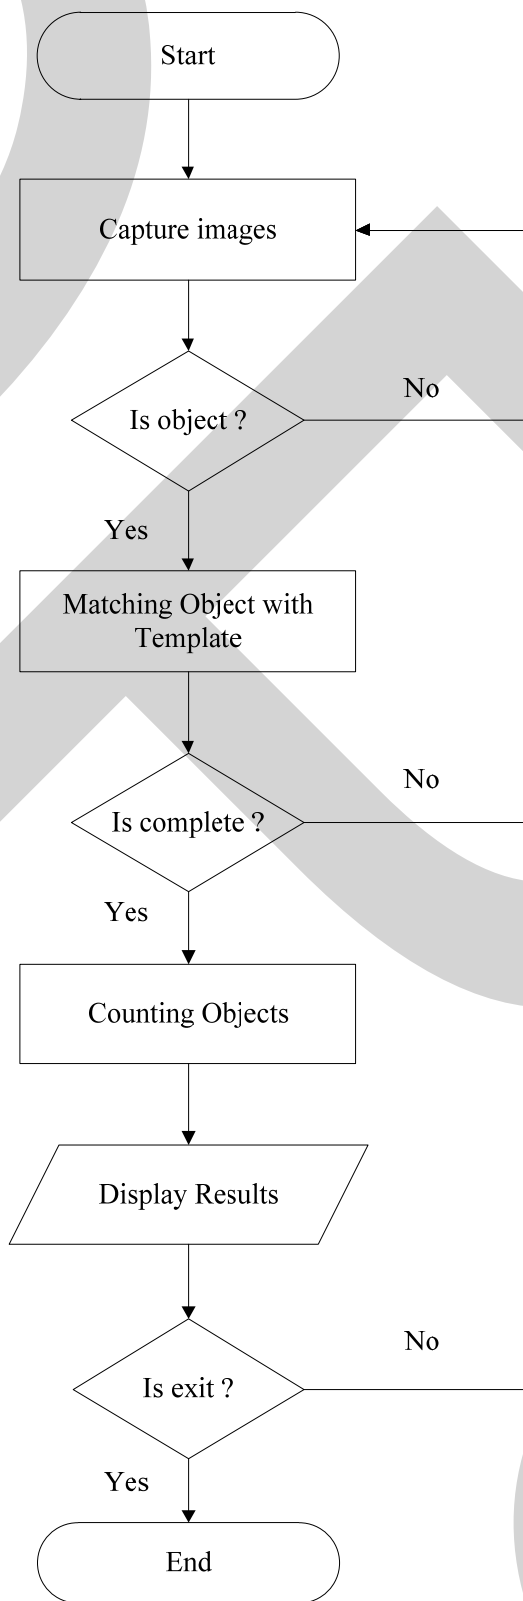 Start
Capture images
Is object ?
No
Yes
Matching Object with
Template
Is complete ?
No
Yes
Counting Objects
Display Results
Is exit ?
No
Yes
End